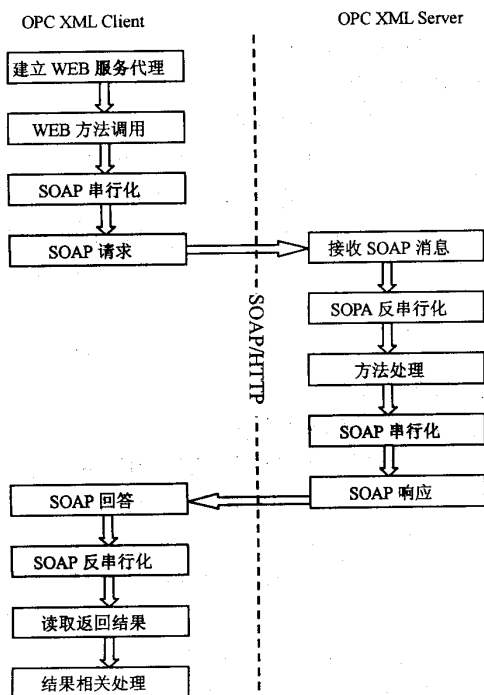 OPC XML Client
OPC XML Server
建立 WEB 服务代理
WEB 方法调用
SOAP 串行化
SOAP 请求
接收 SOAP 消息
SOPA 反串行化
方法处理
SOAP 串行化
SOAP 响应
SOAP/HTTP
SOAP 回答
SOAP 反串行化
读取返回结果
结果相关处理